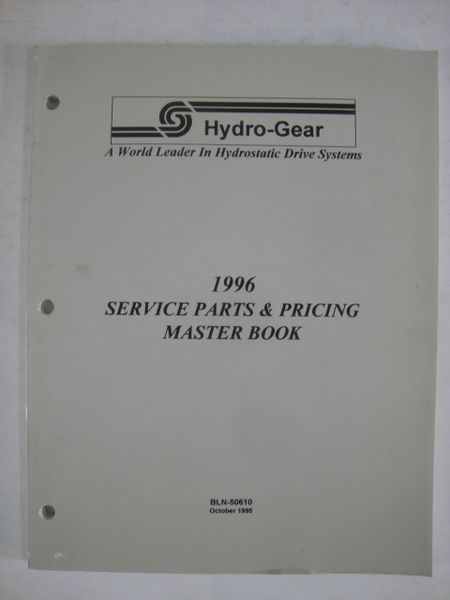 Hydro-Gear
A World Leader In Hydrostatic Drive Systems
1996
SERVICE PARTS & PRICING
MASTER BOOK
BLN-50610
October 1995